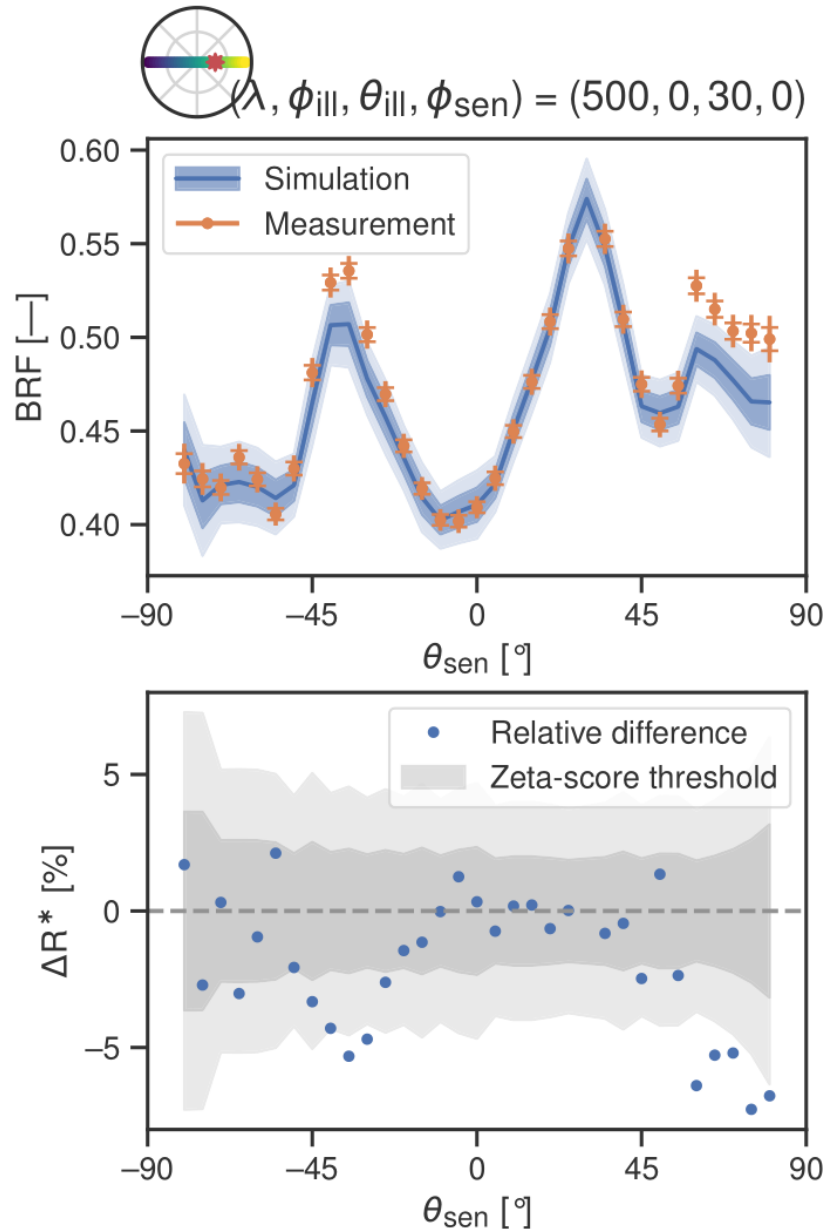 (λ, ϕill, θill, ϕsen) = (500, 0, 30, 0)
0.60
0.55
0.50
0.45
0.40
BRF [—]
Simulation
Measurement
−90
−45
0
45
90
θsen [°]
5
0
−5
ΔR* [%]
Relative difference
Zeta-score threshold
−90
−45
0
45
90
θsen [°]